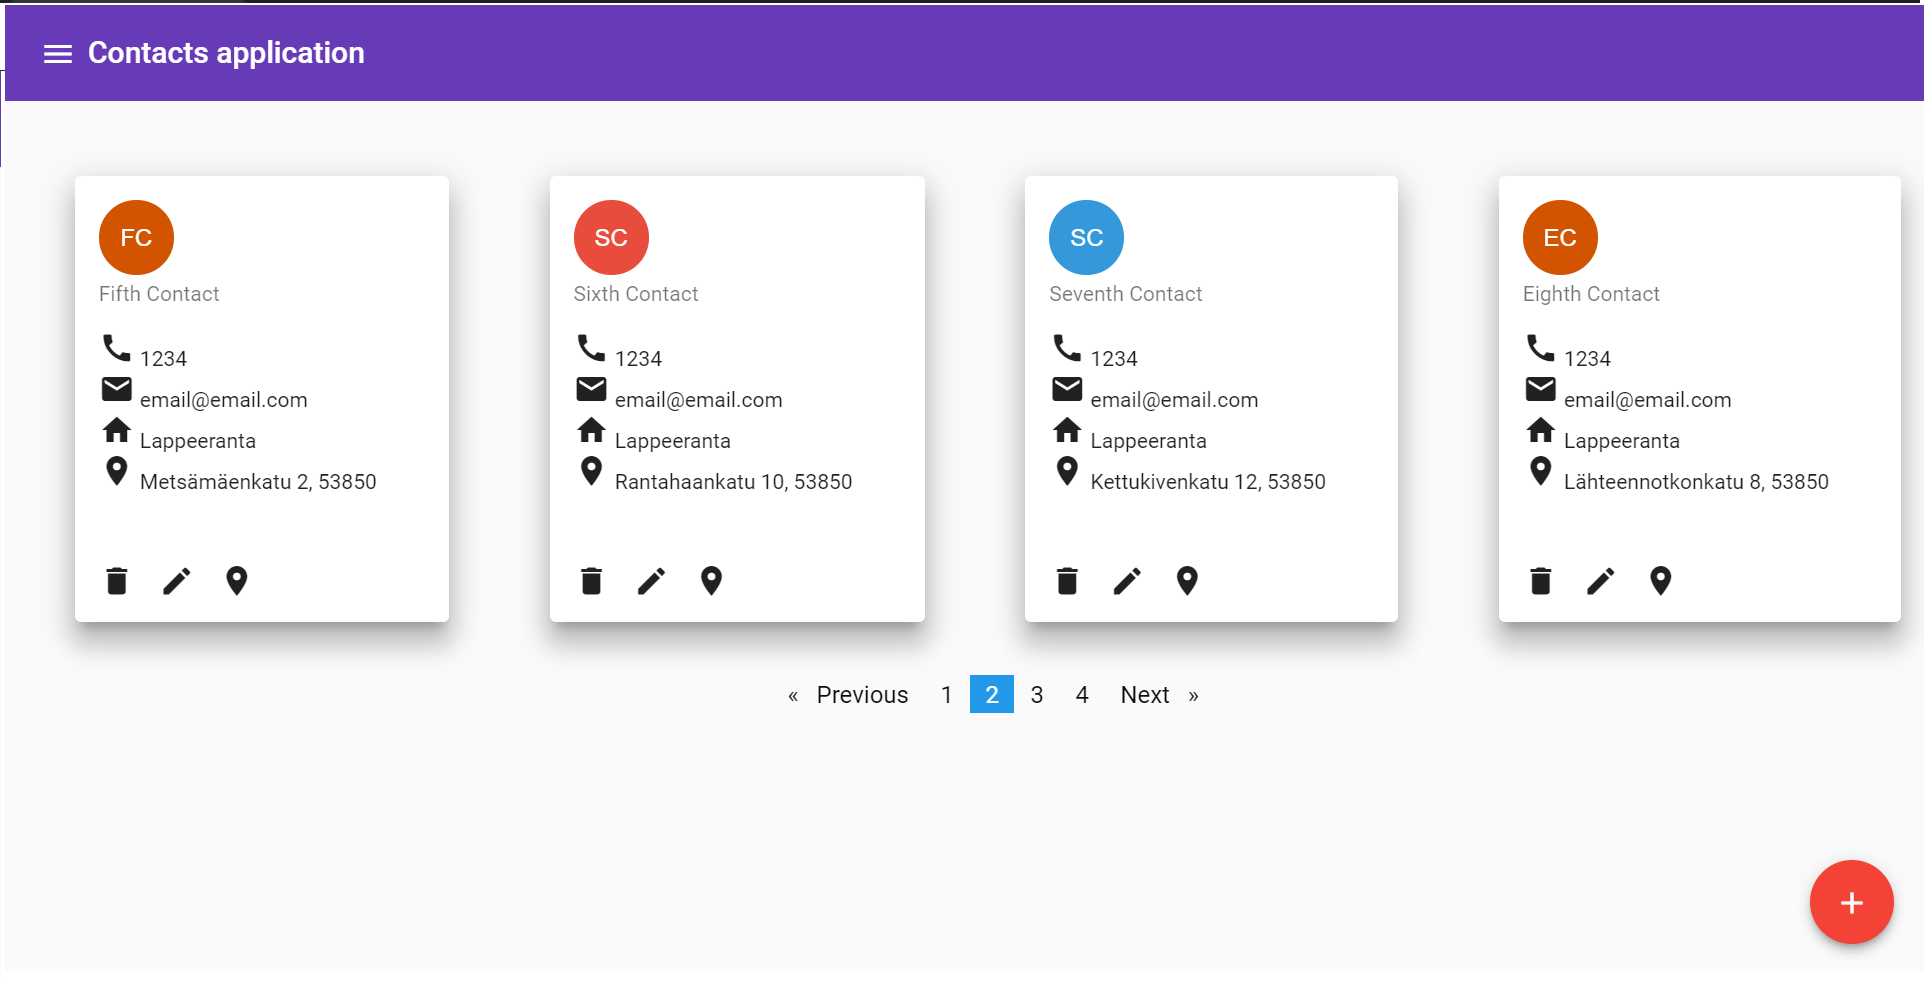 Contacts application
FC
Fifth Contact
1234
email@email.com
Lappeeranta
Metsämäenkatu 2, 53850
SC
Sixth Contact
1234
email@email.com
Lappeeranta
Rantahaankatu 10, 53850
SC
Seventh Contact
1234
email@email.com
Lappeeranta
Kettukivenkatu 12, 53850
EC
Eighth Contact
1234
email@email.com
Lappeeranta
Lähteennotkonkatu 8, 53850
« Previous 1 2 3 4 Next »
+